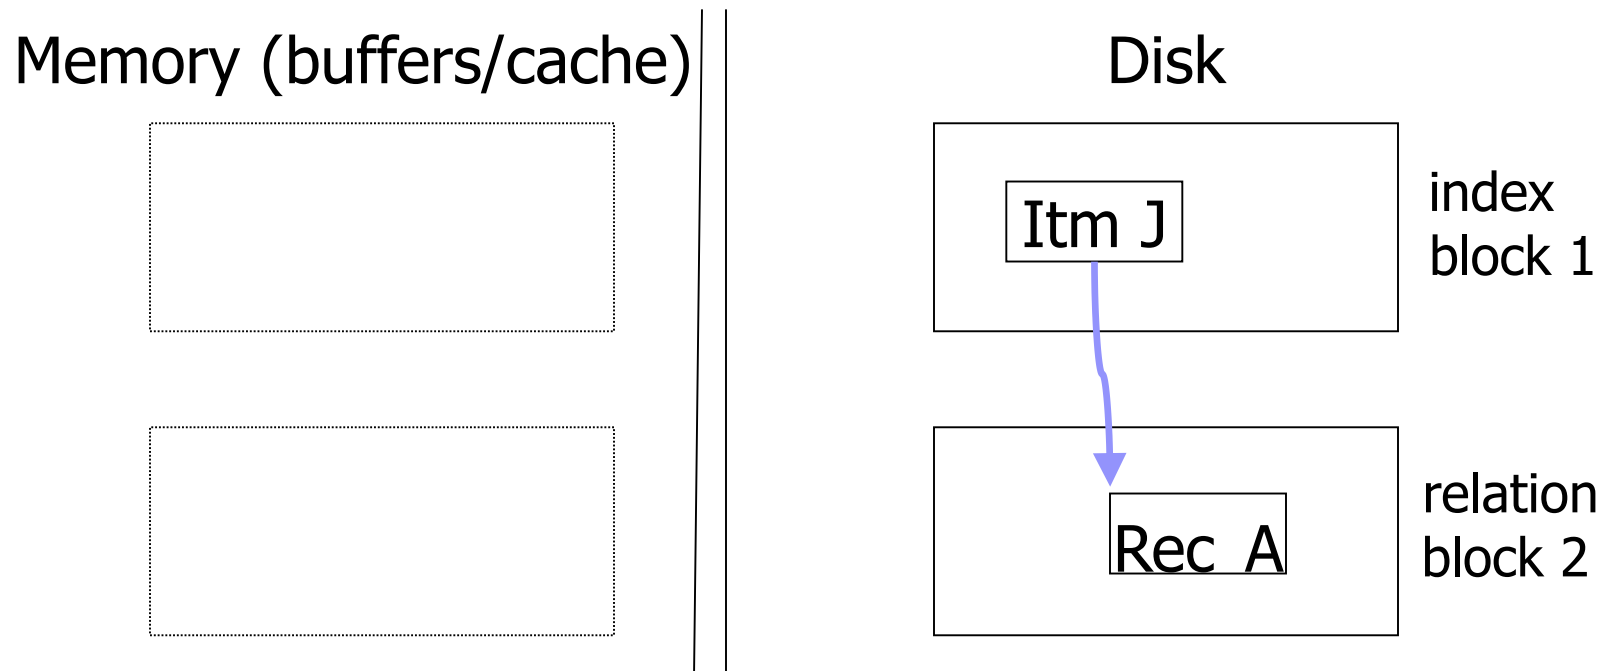 Memory (buffers/cache)
Disk
Itm J
index
block 1
Rec A
relation
block 2